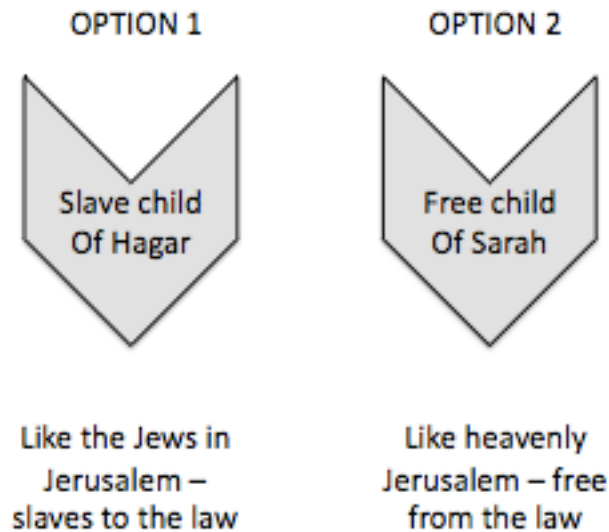 OPTION 1
Slave child
Of Hagar
Like the Jews in
Jerusalem –
slaves to the law
OPTION 2
Free child
Of Sarah
Like heavenly
Jerusalem – free
from the law